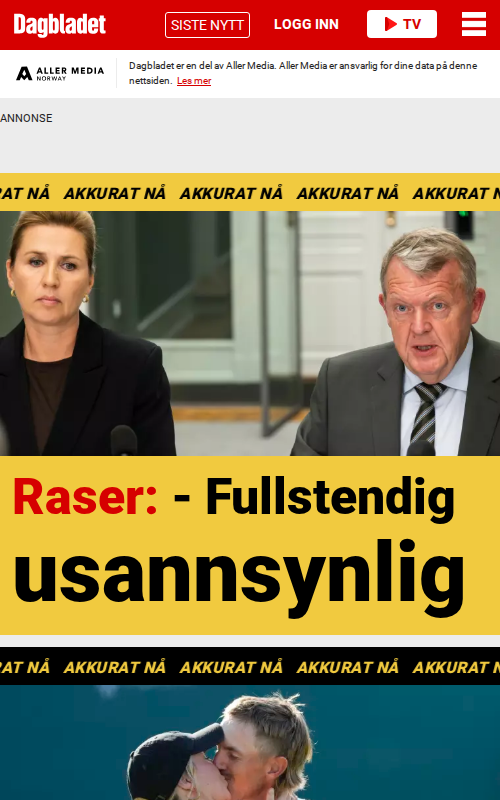 Dagbladet
SISTE NYTT
LOGG INN
TV
ALLER MEDIA
NORWAY
Dagbladet er en del av Aller Media. Aller Media er ansvarlig for dine data på denne
nettsiden. Les mer
ANNONSE
AT NÅ AKKURAT NÅ AKKURAT NÅ AKKURAT NÅ AKKURAT N
Raser: - Fullstendig
usannsynlig
AT NÅ AKKURAT NÅ AKKURAT NÅ AKKURAT NÅ AKKURAT N